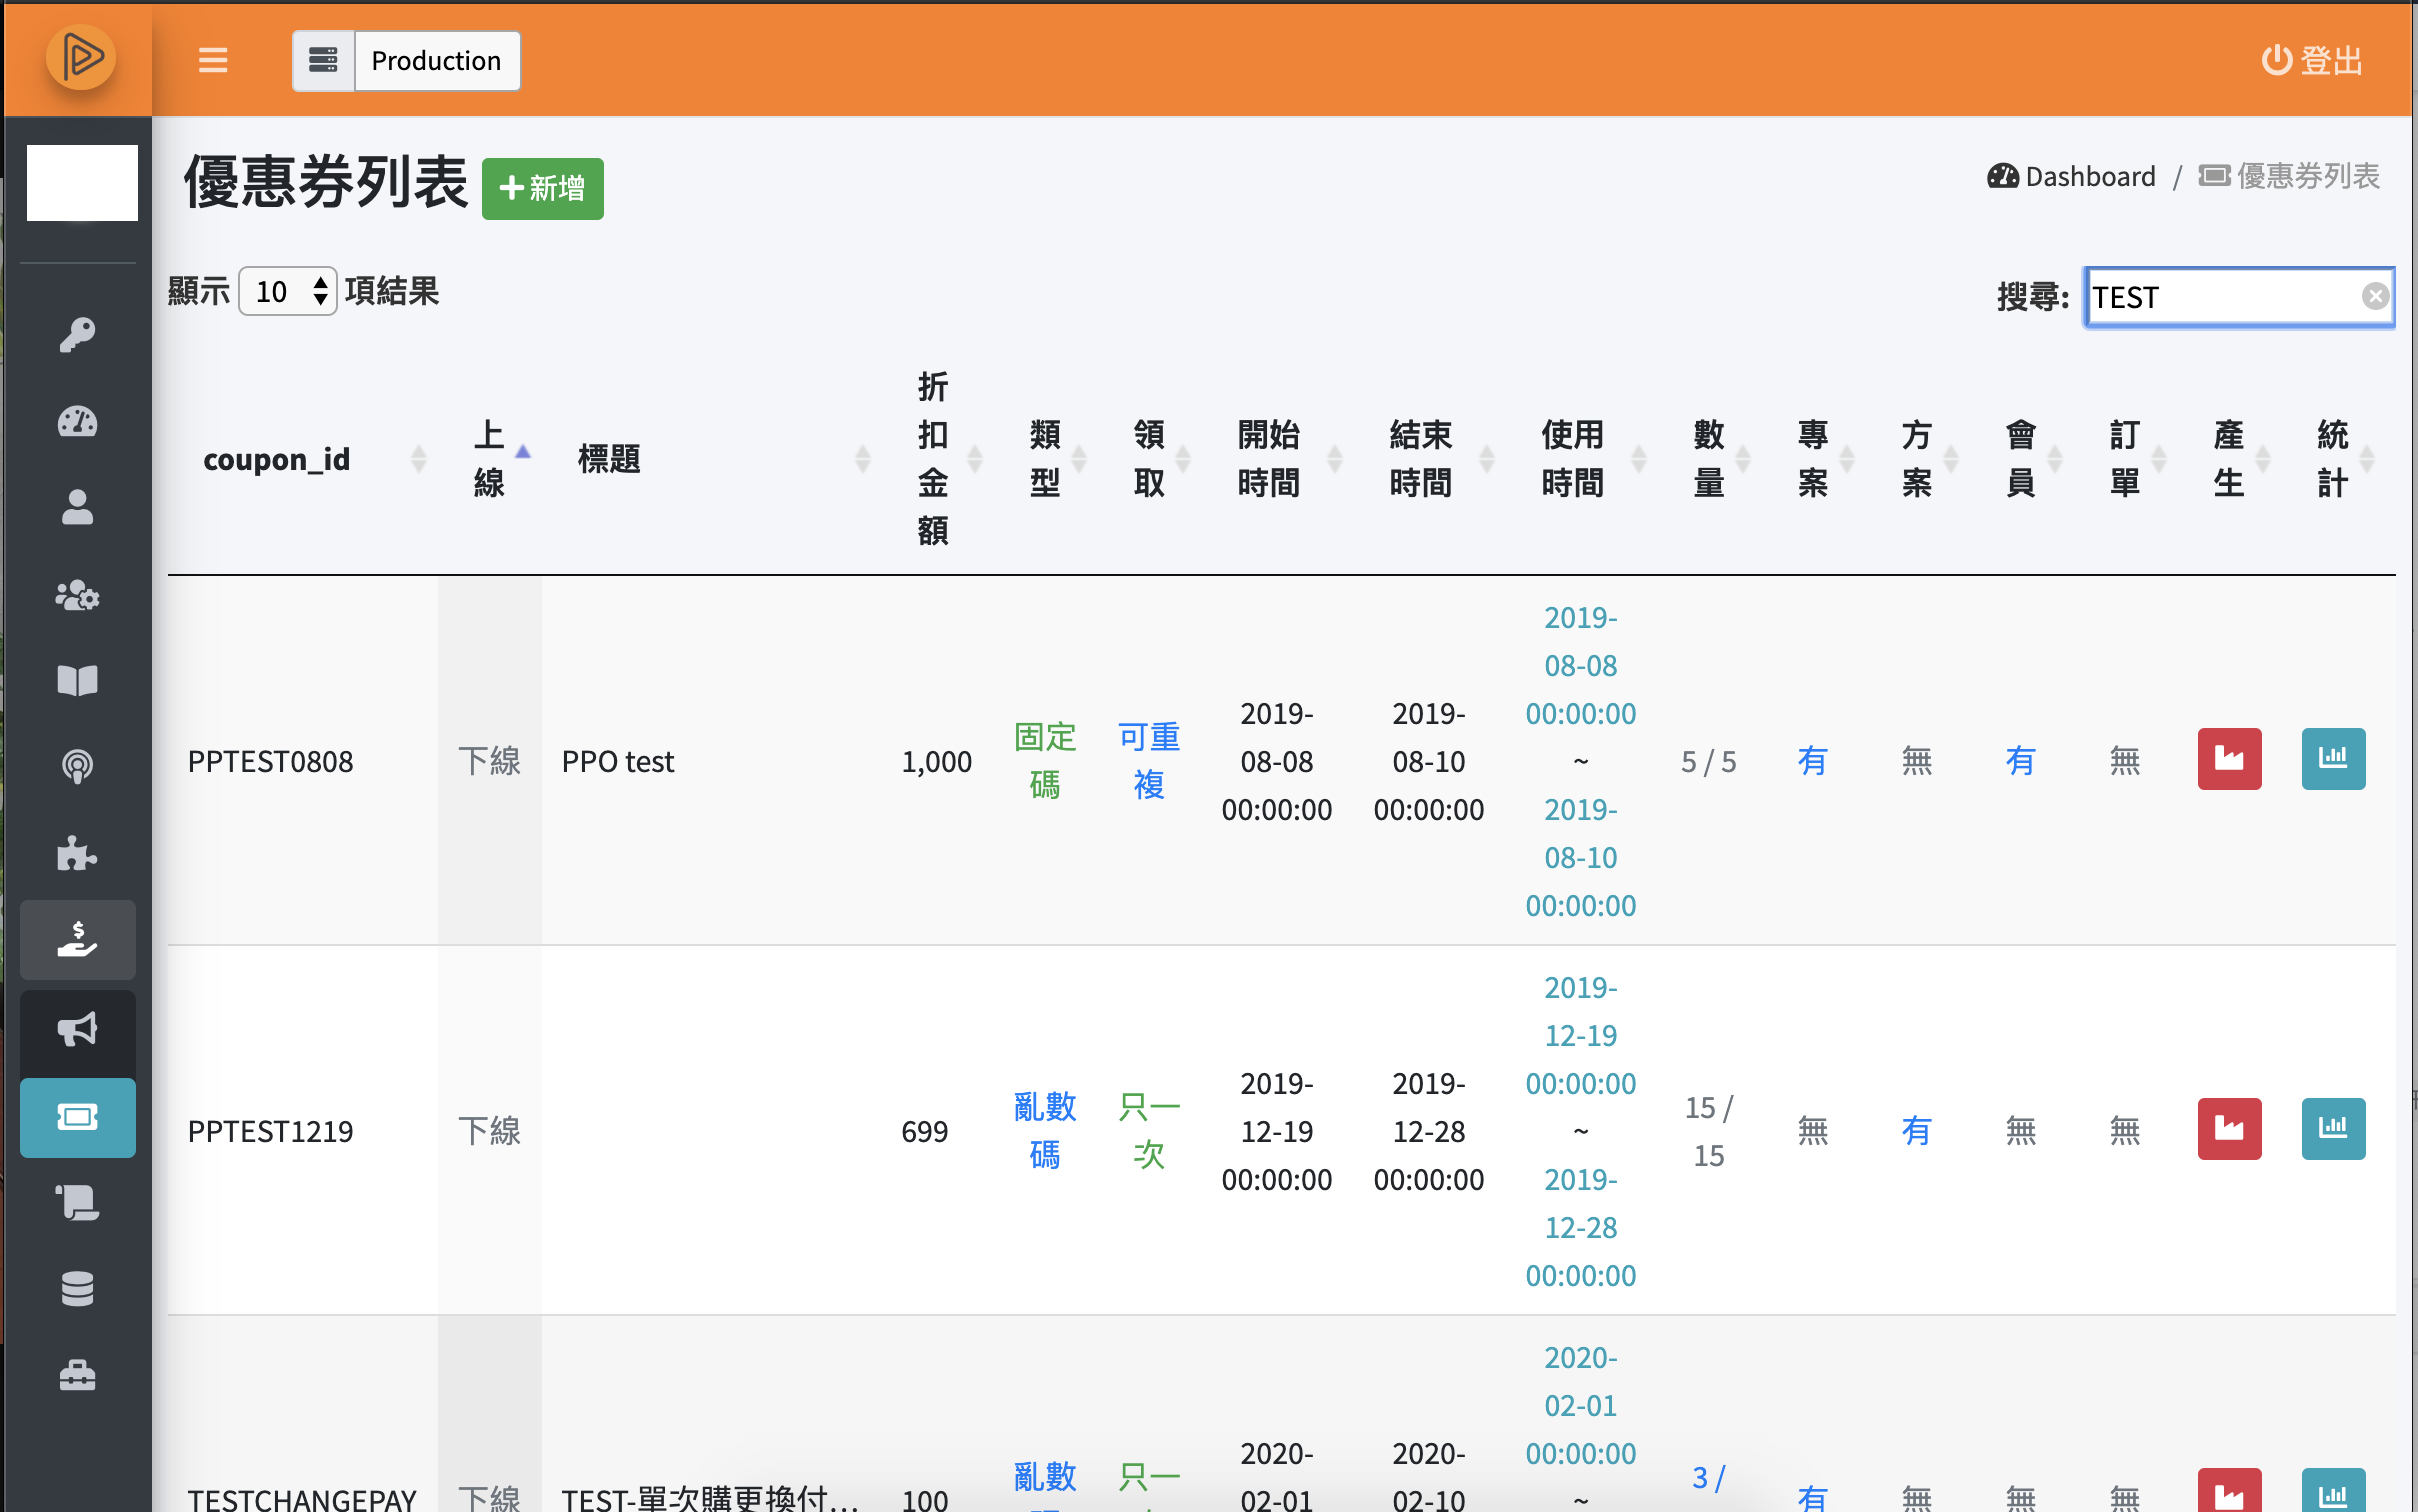 Production
登出
優惠券列表
新增
Dashboard / 優惠券列表
顯示 10 項結果
搜尋: TEST
coupon_id
上
線
標題
折
扣
金
額
類
型
領
取
開始
時間
結束
時間
使用
時間
數
量
專
案
方
案
會
員
訂
單
產
生
統
計
PPTEST0808
下線
PPO test
1,000
固定
碼
可重
複
2019-
08-08
00:00:00
2019-
08-10
00:00:00
2019-
08-08
00:00:00
~
2019-
08-10
00:00:00
5 / 5
有
無
有
無
PPTEST1219
下線
699
亂數
碼
只一
次
2019-
12-19
00:00:00
2019-
12-28
00:00:00
2019-
12-19
00:00:00
~
2019-
12-28
00:00:00
15 /
15
無
有
無
無
TESTCHANGEPAY
下線
TEST-單次購更換付...
100
亂數
只一
2020-
02-01
2020-
02-10
2020-
02-01
00:00:00
~
3 /
有
無
無
無